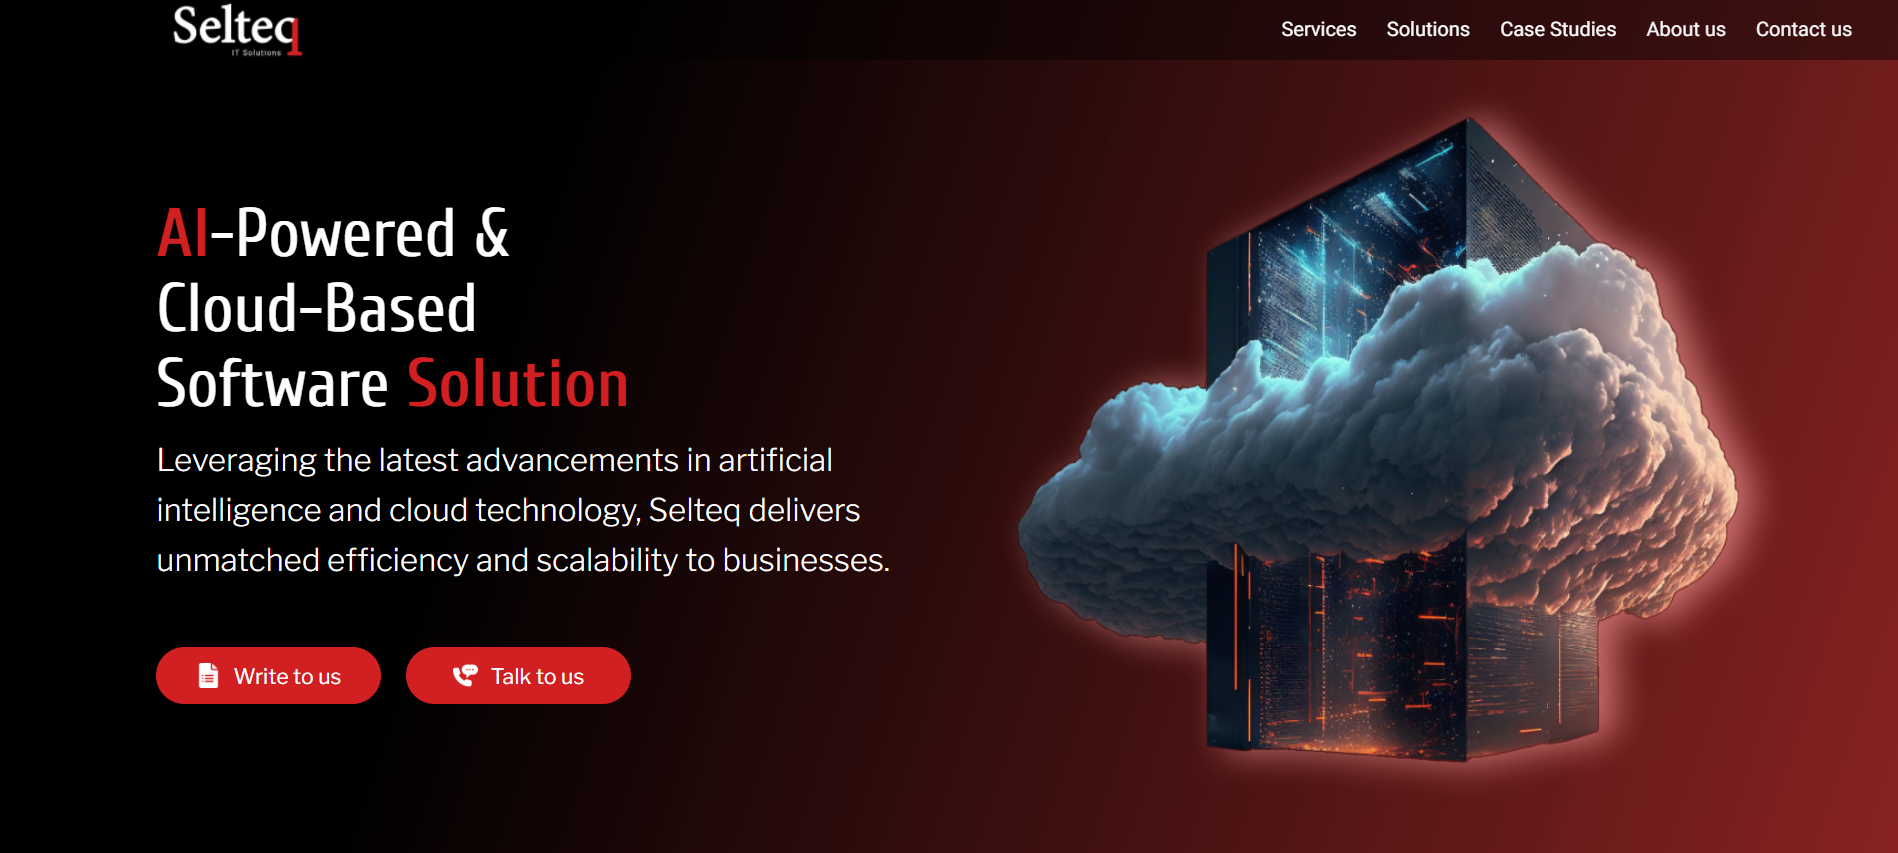 Selteq
IT Solutions
Services Solutions Case Studies About us Contact us
AI-Powered &
Cloud-Based
Software Solution
Leveraging the latest advancements in artificial
intelligence and cloud technology, Selteq delivers
unmatched efficiency and scalability to businesses.
Write to us Talk to us